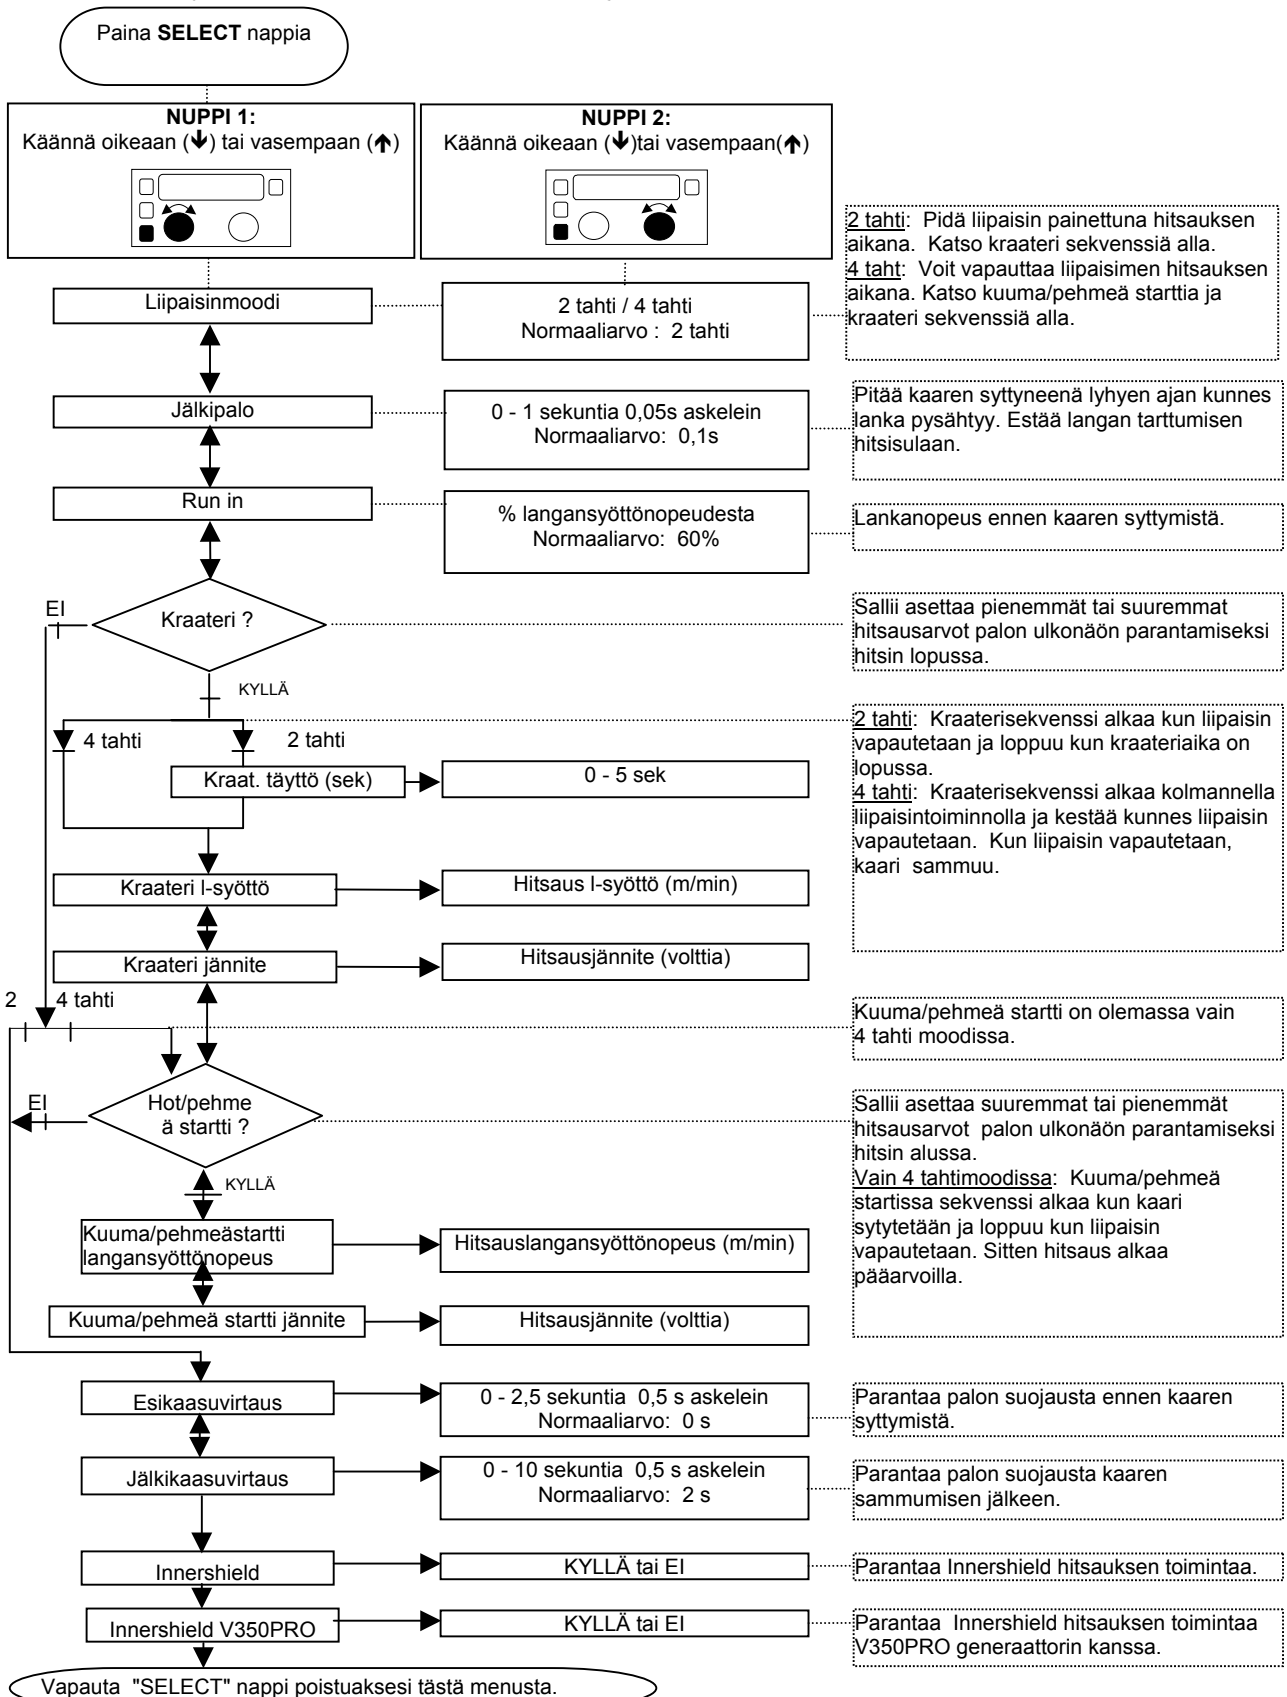 Paina SELECT nappia
NUPPI 1:
Käännä oikeaan (🡻) tai vasempaan (🡹)
NUPPI 2:
Käännä oikeaan (🡻)tai vasempaan(🡹)
Liipaisinmoodi
2 tahti / 4 tahti
Normaaliarvo : 2 tahti
2 tahti: Pidä liipaisin painettuna hitsauksen
aikana. Katso kraateri sekvenssiä alla.
4 taht: Voit vapauttaa liipaisimen hitsauksen
aikana. Katso kuuma/pehmeä starttia ja
kraateri sekvenssiä alla.
Jälkipalo
0 - 1 sekuntia 0,05s askelein
Normaaliarvo: 0,1s
Pitää kaaren syttyneenä lyhyen ajan kunnes
lanka pysähtyy. Estää langan tarttumisen
hitsisulaan.
Run in
% langansyöttönopeudesta
Normaaliarvo: 60%
Lankanopeus ennen kaaren syttymistä.
EI
Kraateri ?
Sallii asettaa pienemmät tai suuremmat
hitsausarvot palon ulkonäön parantamiseksi
hitsin lopussa.
KYLLÄ
4 tahti
2 tahti
Kraat. täyttö (sek)
0 - 5 sek
2 tahti: Kraaterisekvenssi alkaa kun liipaisin
vapautetaan ja loppuu kun kraateriaika on
lopussa.
4 tahti: Kraaterisekvenssi alkaa kolmannella
liipaisintoiminnolla ja kestää kunnes liipaisin
vapautetaan. Kun liipaisin vapautetaan,
kaari sammuu.
Kraateri l-syöttö
Hitsaus l-syöttö (m/min)
Kraateri jännite
Hitsausjännite (volttia)
2
4 tahti
Kuuma/pehmeä startti on olemassa vain
4 tahti moodissa.
EI
Hot/pehme
ä startti ?
Sallii asettaa suuremmat tai pienemmät
hitsausarvot palon ulkonäön parantamiseksi
hitsin alussa.
Vain 4 tahtimoodissa: Kuuma/pehmeä
startissa sekvenssi alkaa kun kaari
sytytetään ja loppuu kun liipaisin
vapautetaan. Sitten hitsaus alkaa
pääarvoilla.
KYLLÄ
Kuuma/pehmeästartti
langansyöttönopeus
Hitsauslangansyöttönopeus (m/min)
Kuuma/pehmeä startti jännite
Hitsausjännite (volttia)
Esikaasuvirtaus
0 - 2,5 sekuntia 0,5 s askelein
Normaaliarvo: 0 s
Parantaa palon suojausta ennen kaaren
syttymistä.
Jälkikaasuvirtaus
0 - 10 sekuntia 0,5 s askelein
Normaaliarvo: 2 s
Parantaa palon suojausta kaaren
sammumisen jälkeen.
Innershield
KYLLÄ tai EI
Parantaa Innershield hitsauksen toimintaa.
Innershield V350PRO
KYLLÄ tai EI
Parantaa Innershield hitsauksen toimintaa
V350PRO generaattorin kanssa.
Vapauta "SELECT" nappi poistuaksesi tästä menusta.